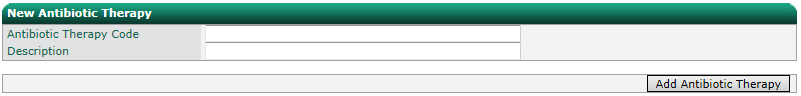 New Antibiotic Therapy
Antibiotic Therapy Code
Description
Add Antibiotic Therapy